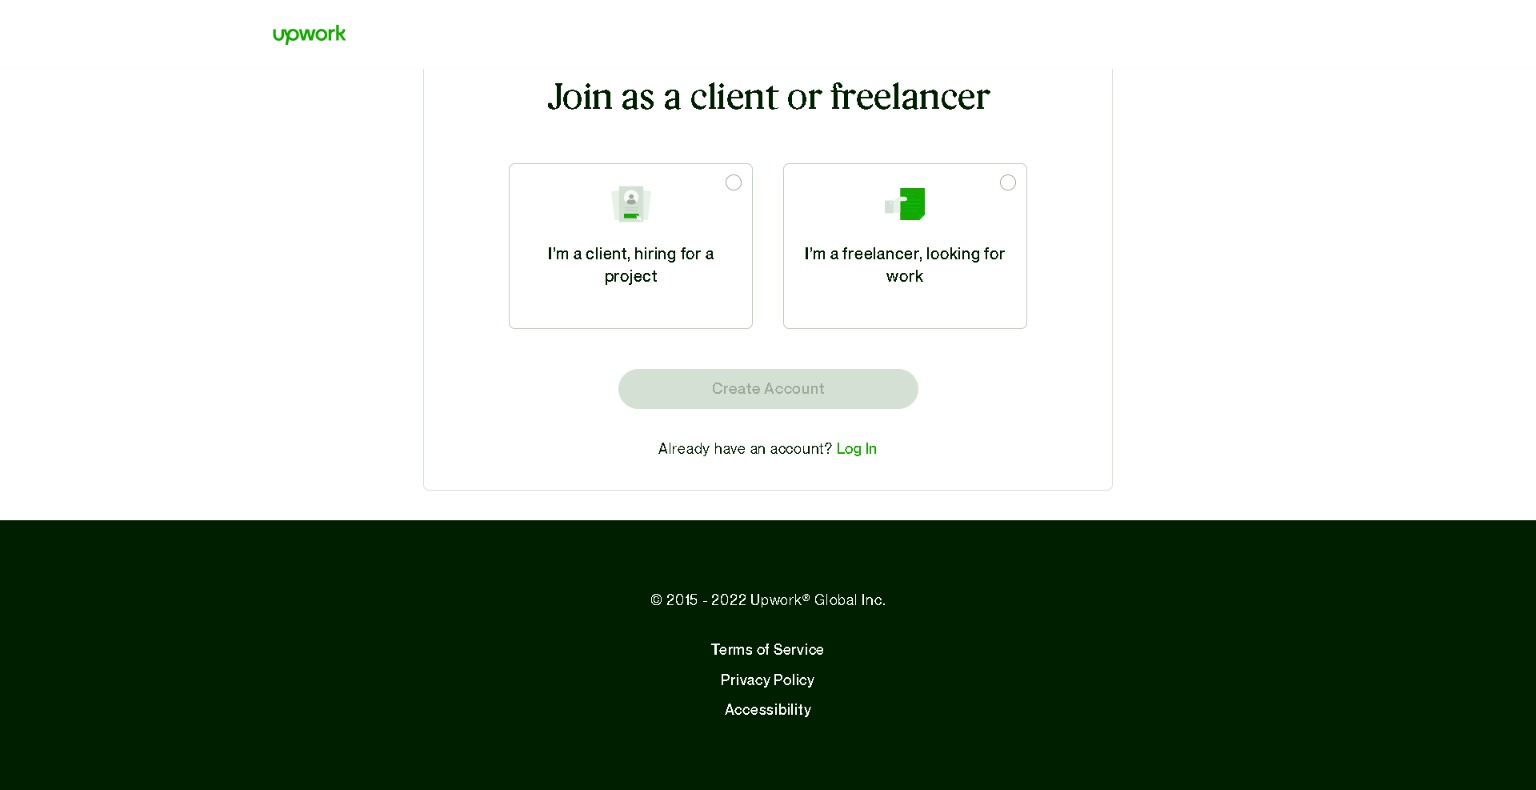 upwork
Join as a client or freelancer
I'm a client, hiring for a
project
I'm a freelancer, looking for
work
Create Account
Already have an account? Log In
© 2015 - 2022 Upwork® Global Inc.
Terms of Service
Privacy Policy
Accessibility